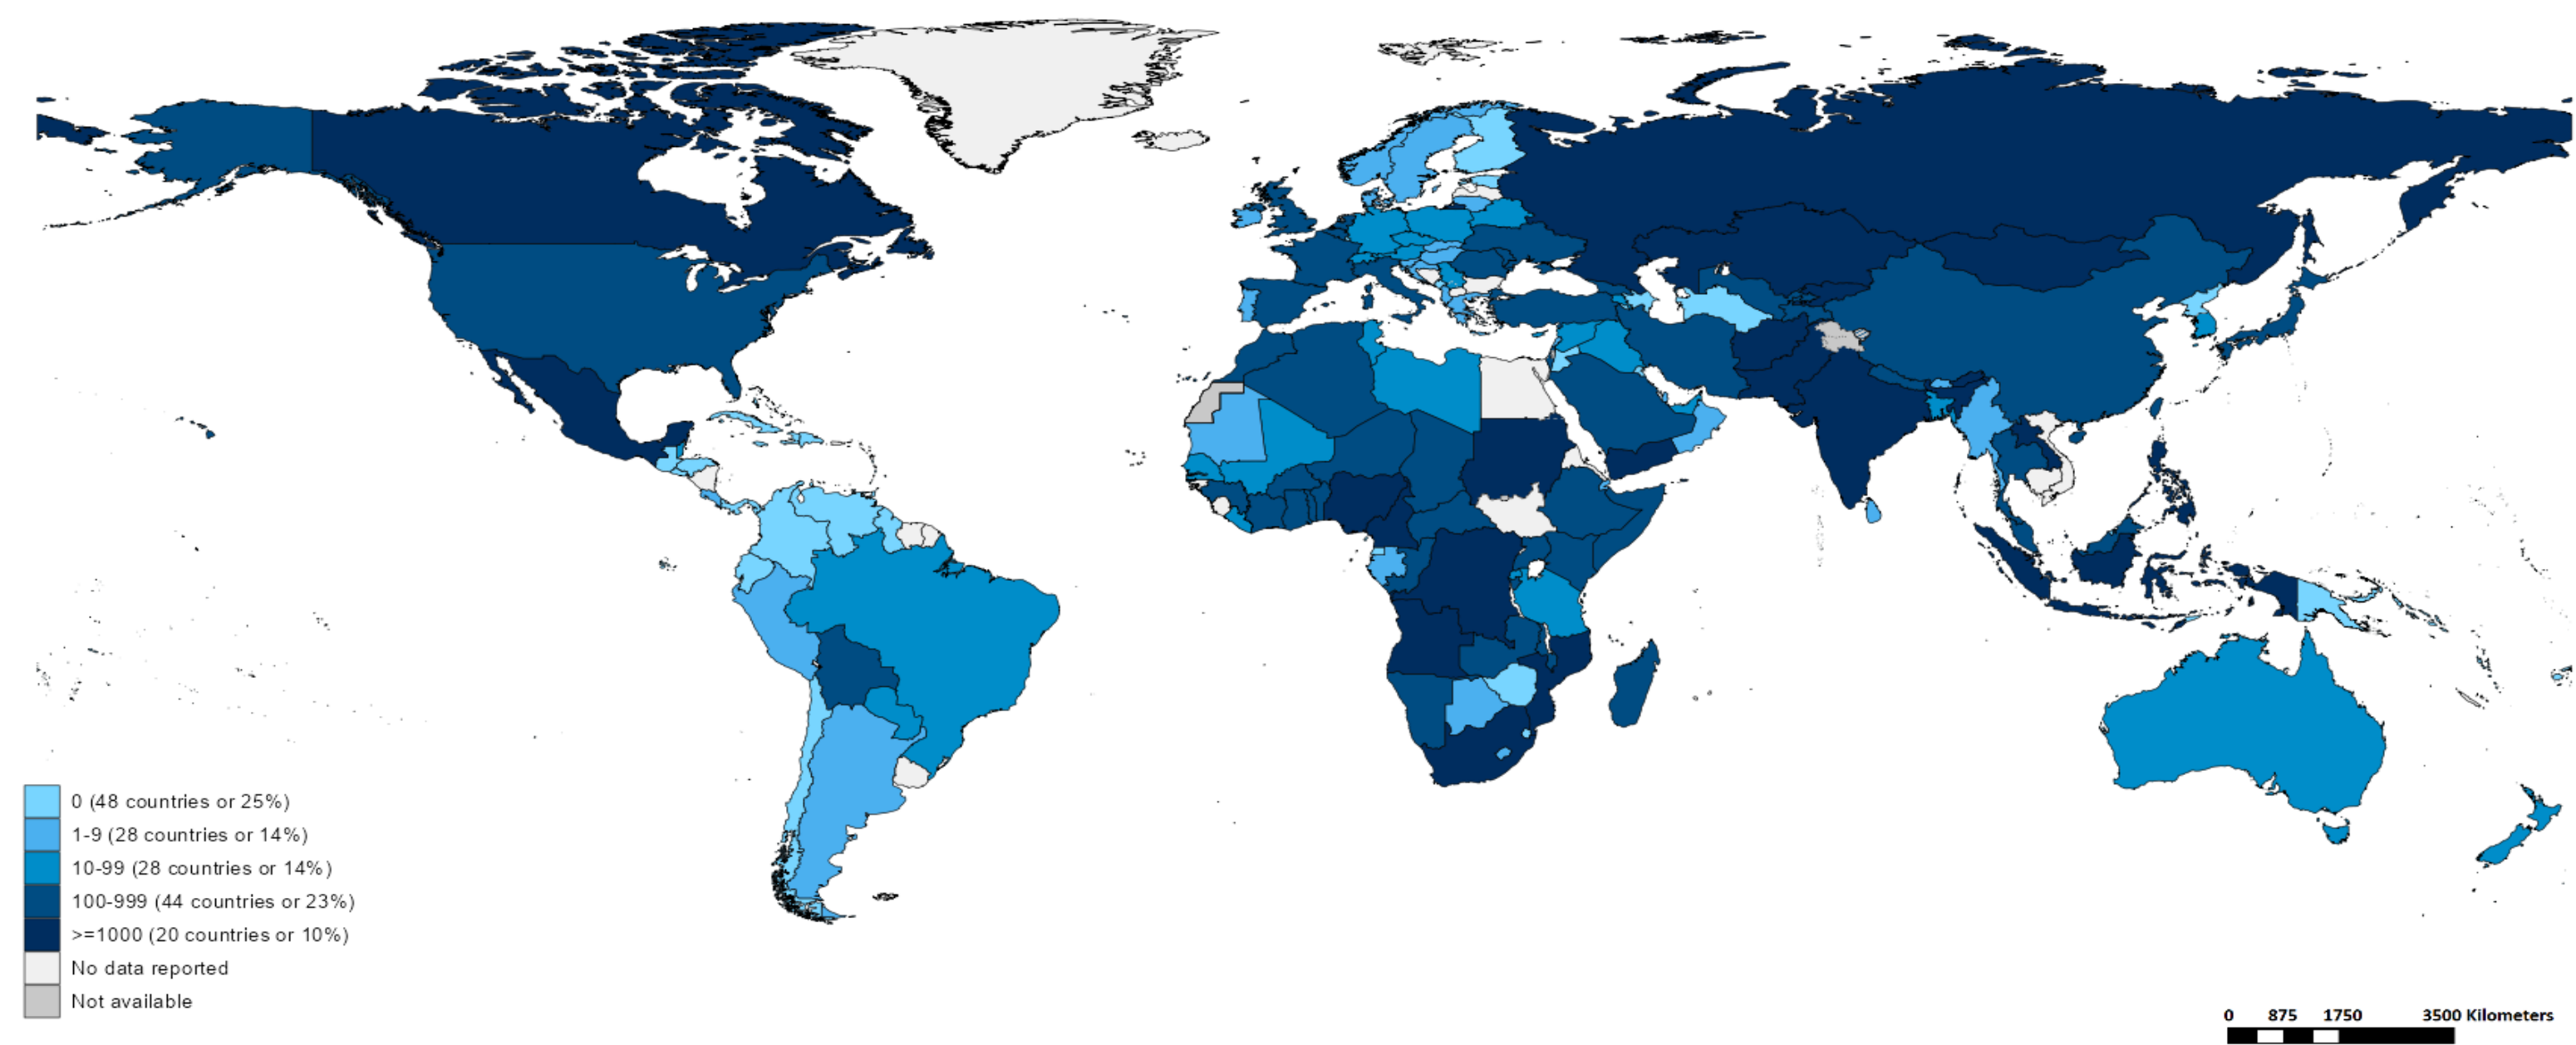 0 (48 countries or 25%)
1-9 (28 countries or 14%)
10-99 (28 countries or 14%)
100-999 (44 countries or 23%)
>=1000 (20 countries or 10%)
No data reported
Not available
0 875 1750 3500 Kilometers